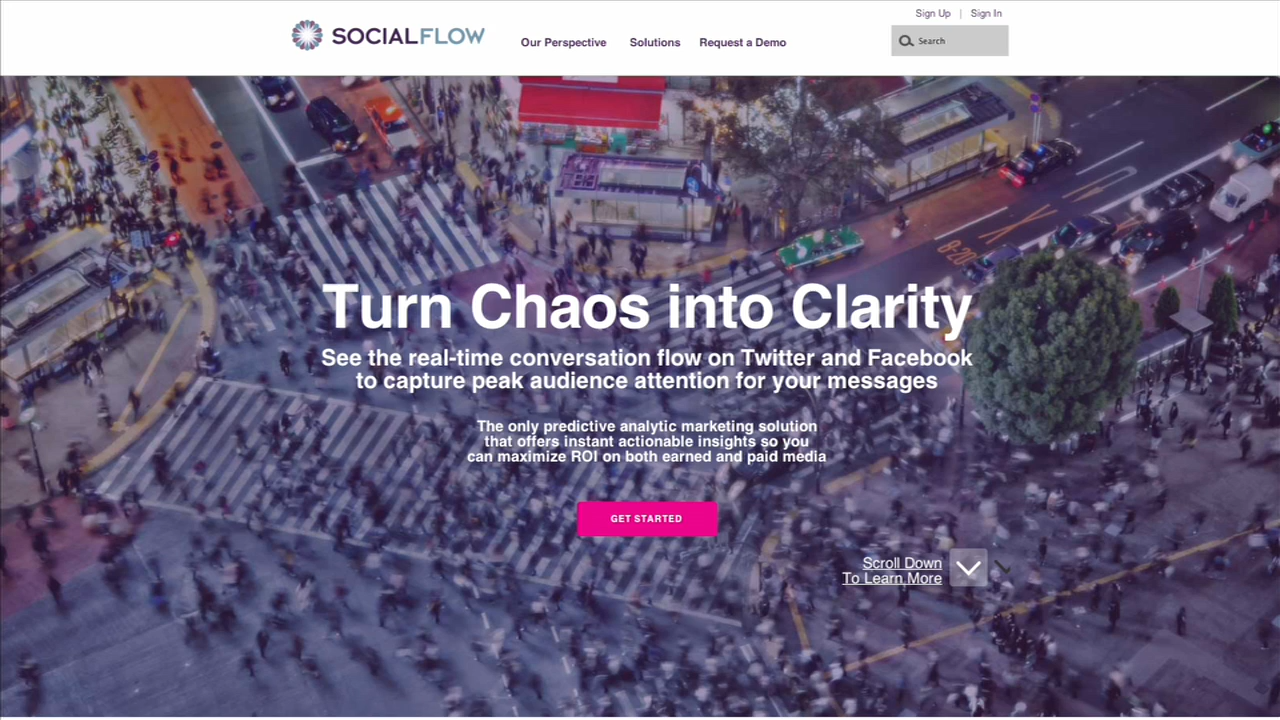 Sign Up | Sign In
SOCIALFLOW
Our Perspective Solutions Request a Demo
Search
8-20
Turn Chaos into Clarity
See the real-time conversation flow on Twitter and Facebook
to capture peak audience attention for your messages
The only predictive analytic marketing solution
that offers instant actionable insights so you
can maximize ROI on both earned and paid media
GET STARTED
Scroll Down
To Learn More